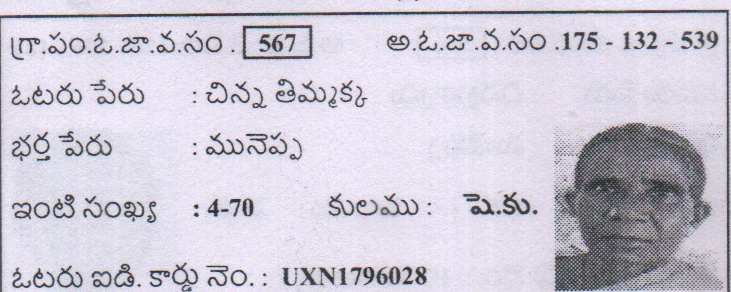 గ్రా.పం.ఓ.జా.వ.సం . 567 అ.ఓ.జా.వ.సం .175 - 132 - 539
ఓటరు పేరు : చిన్న తిమ్మక్క
భర్త పేరు : మునెప్ప
ఇంటి సంఖ్య : 4-70 కులము : షె.కు.
ఓటరు ఐడి. కార్డు నెం. : UXN1796028